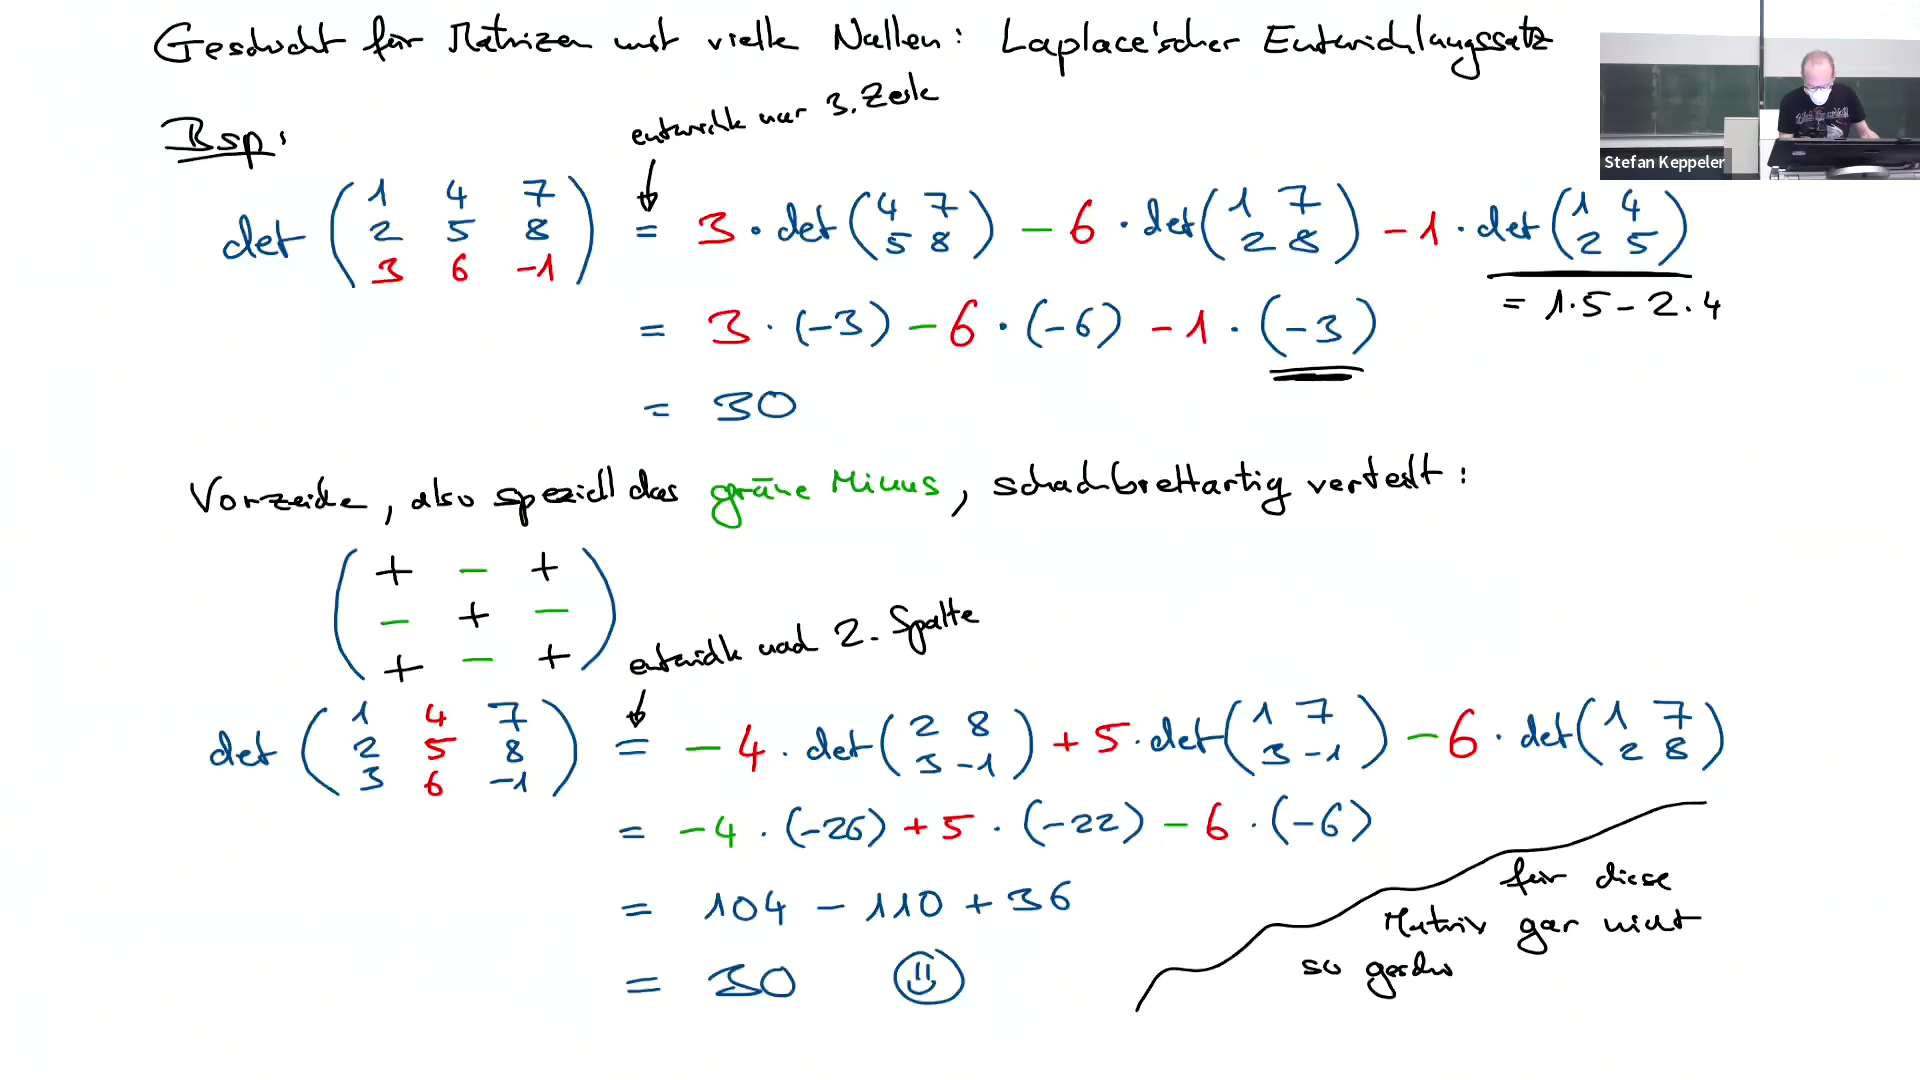 Geschickt für Matrizen mit vielen Nullen: Laplace'scher Entwicklungssatz
Stefan Keppeler
Bsp:
entwickle nach 3. Zeile
↓
det ( 1 4 7 ) = 3 · det ( 4 7 ) - 6 · det ( 1 7 ) - 1 · det ( 1 4 )
( 2 5 8 ) ( 5 8 ) ( 2 8 ) ( 2 5 )
( 3 6 -1 )
= 1·5 - 2·4
= 3 · (-3) - 6 · (-6) - 1 · (-3)
= 30
Vorzeichen, also speziell das grüne Minus, schachbrettartig verteilt:
( + - + )
( - + - )
( + - + )
entwickle nach 2. Spalte
↓
det ( 1 4 7 ) = - 4 · det ( 2 8 ) + 5 · det ( 1 7 ) - 6 · det ( 1 7 )
( 2 5 8 ) ( 3 -1 ) ( 3 -1 ) ( 2 8 )
( 3 6 -1 )
= -4 · (-26) + 5 · (-22) - 6 · (-6)
= 104 - 110 + 36
= 30
für diese
Matrix gar nicht
so gesch